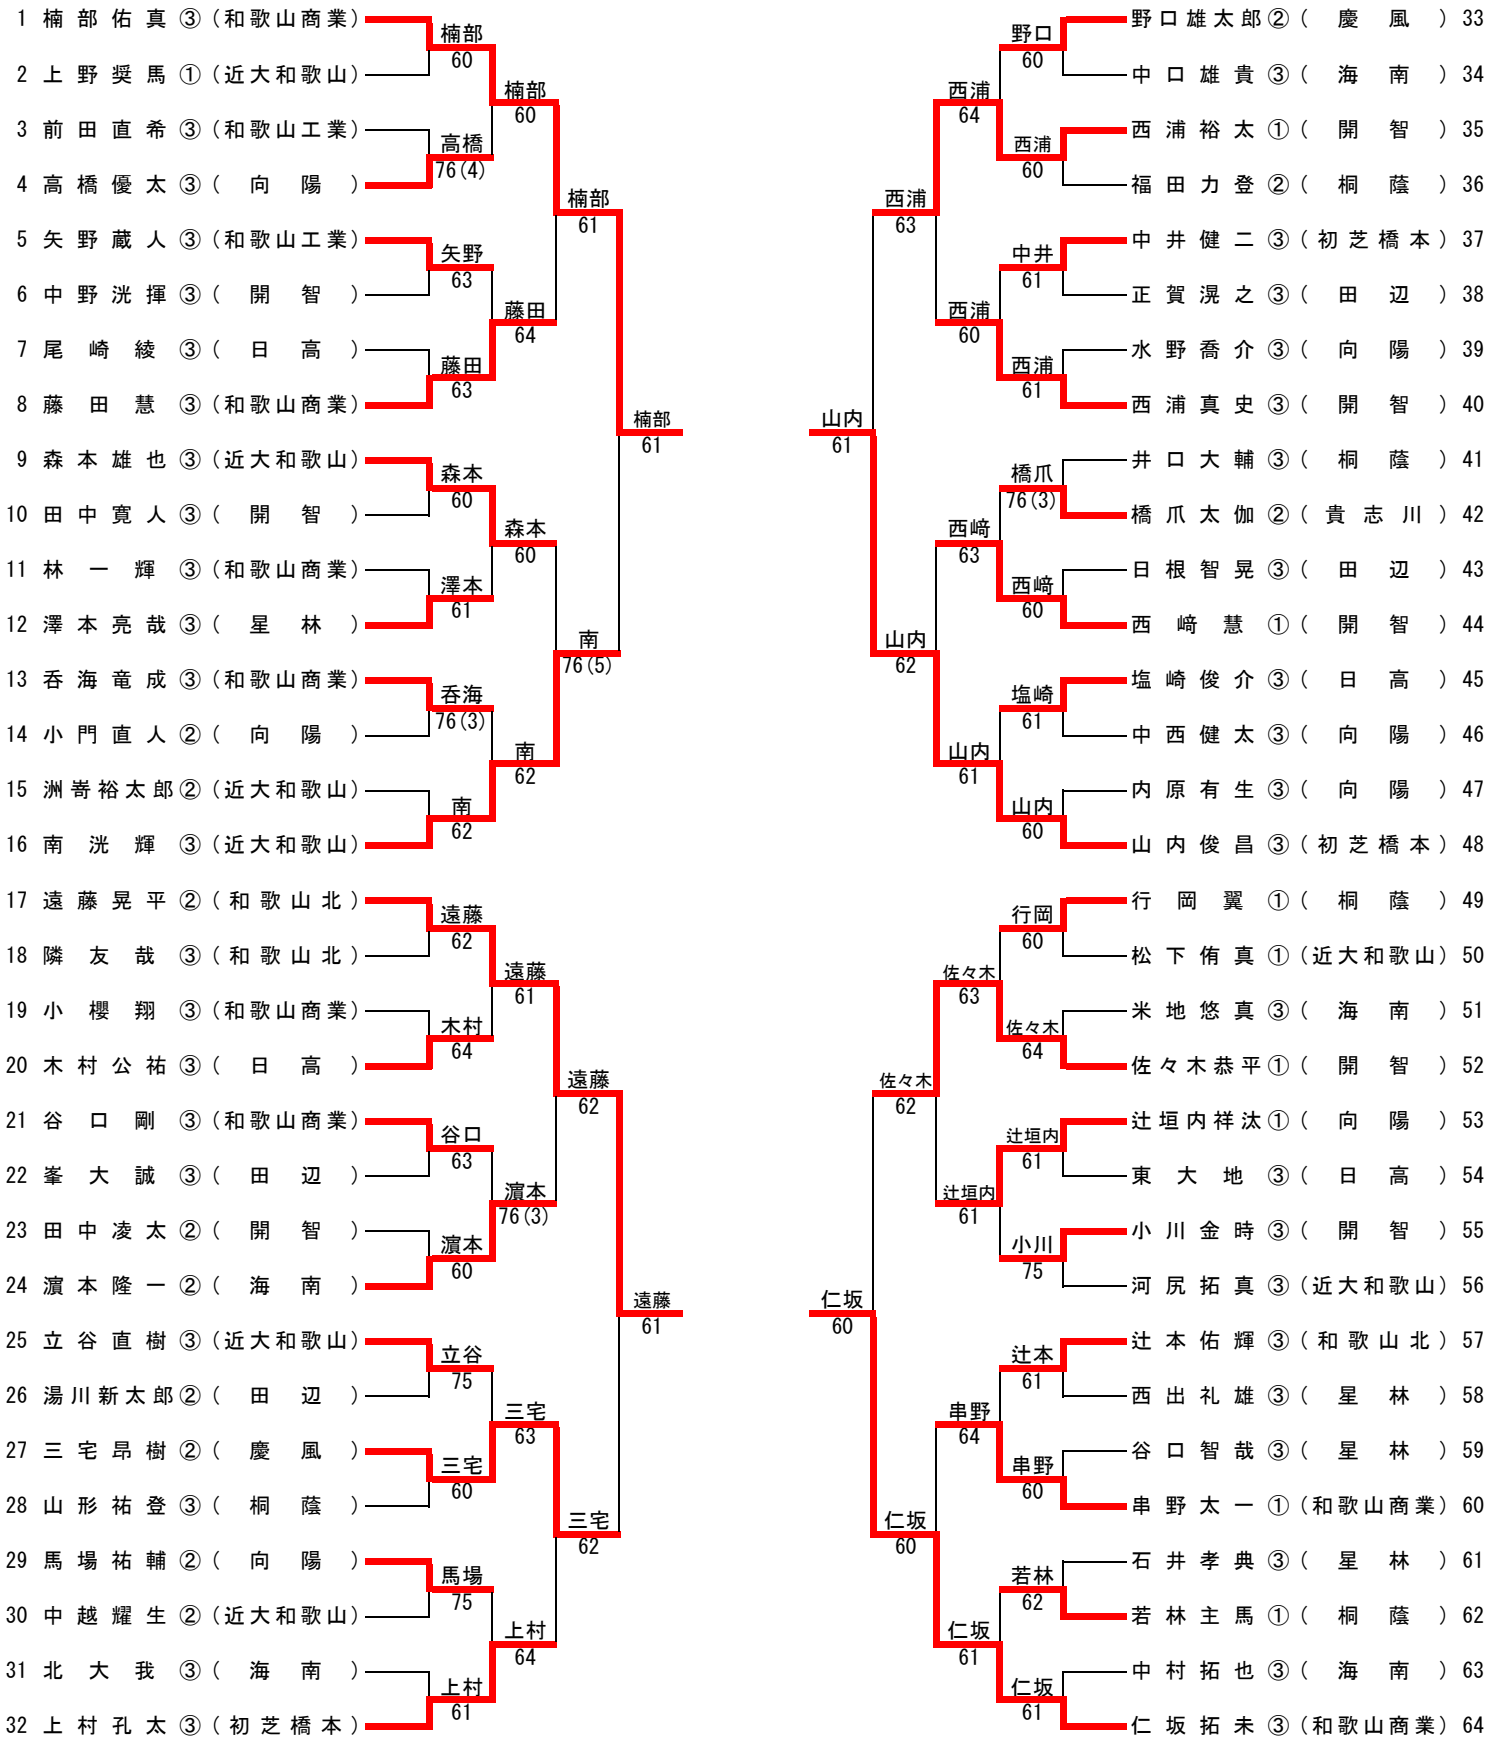 1 楠部佑真 ③ (和歌山商業)
楠部
60
2 上野奨馬 ① (近大和歌山)
楠部
60
3 前田直希 ③ (和歌山工業)
高橋
76(4)
4 高橋優太 ③ (向陽)
楠部
61
5 矢野蔵人 ③ (和歌山工業)
矢野
63
6 中野洸揮 ③ (開智)
藤田
64
7 尾崎綾 ③ (日高)
藤田
63
8 藤田慧 ③ (和歌山商業)
楠部
61
9 森本雄也 ③ (近大和歌山)
森本
60
10 田中寛人 ③ (開智)
森本
60
11 林一輝 ③ (和歌山商業)
澤本
61
12 澤本亮哉 ③ (星林)
南
76(5)
13 呑海竜成 ③ (和歌山商業)
呑海
76(3)
14 小門直人 ② (向陽)
南
62
15 洲嵜裕太郎 ② (近大和歌山)
南
62
16 南洸輝 ③ (近大和歌山)
17 遠藤晃平 ② (和歌山北)
遠藤
62
18 隣友哉 ③ (和歌山北)
遠藤
61
19 小櫻翔 ③ (和歌山商業)
木村
64
20 木村公祐 ③ (日高)
遠藤
62
21 谷口剛 ③ (和歌山商業)
谷口
63
22 峯大誠 ③ (田辺)
濵本
76(3)
23 田中凌太 ② (開智)
濵本
60
24 濵本隆一 ② (海南)
遠藤
61
25 立谷直樹 ③ (近大和歌山)
立谷
75
26 湯川新太郎 ② (田辺)
三宅
63
27 三宅昂樹 ② (慶風)
三宅
60
28 山形祐登 ③ (桐蔭)
三宅
62
29 馬場祐輔 ② (向陽)
馬場
75
30 中越耀生 ② (近大和歌山)
上村
64
31 北大我 ③ (海南)
上村
61
32 上村孔太 ③ (初芝橋本)
野口雄太郎 ② (慶風) 33
野口
60
中口雄貴 ③ (海南) 34
西浦
64
西浦裕太 ① (開智) 35
西浦
60
福田力登 ② (桐蔭) 36
西浦
63
中井健二 ③ (初芝橋本) 37
中井
61
正賀滉之 ③ (田辺) 38
西浦
60
水野喬介 ③ (向陽) 39
西浦
61
西浦真史 ③ (開智) 40
山内
61
井口大輔 ③ (桐蔭) 41
橋爪
76(3)
橋爪太伽 ② (貴志川) 42
西﨑
63
日根智晃 ③ (田辺) 43
西﨑
60
西﨑慧 ① (開智) 44
山内
62
塩崎俊介 ③ (日高) 45
塩崎
61
中西健太 ③ (向陽) 46
山内
61
内原有生 ③ (向陽) 47
山内
60
山内俊昌 ③ (初芝橋本) 48
行岡翼 ① (桐蔭) 49
行岡
60
松下侑真 ① (近大和歌山) 50
佐々木
63
米地悠真 ③ (海南) 51
佐々木
64
佐々木恭平 ① (開智) 52
佐々木
62
辻垣内祥汰 ① (向陽) 53
辻垣内
61
東大地 ③ (日高) 54
辻垣内
61
小川金時 ③ (開智) 55
小川
75
河尻拓真 ③ (近大和歌山) 56
仁坂
60
辻本佑輝 ③ (和歌山北) 57
辻本
61
西出礼雄 ③ (星林) 58
串野
64
谷口智哉 ③ (星林) 59
串野
60
串野太一 ① (和歌山商業) 60
仁坂
60
石井孝典 ③ (星林) 61
若林
62
若林主馬 ① (桐蔭) 62
仁坂
61
中村拓也 ③ (海南) 63
仁坂
61
仁坂拓未 ③ (和歌山商業) 64